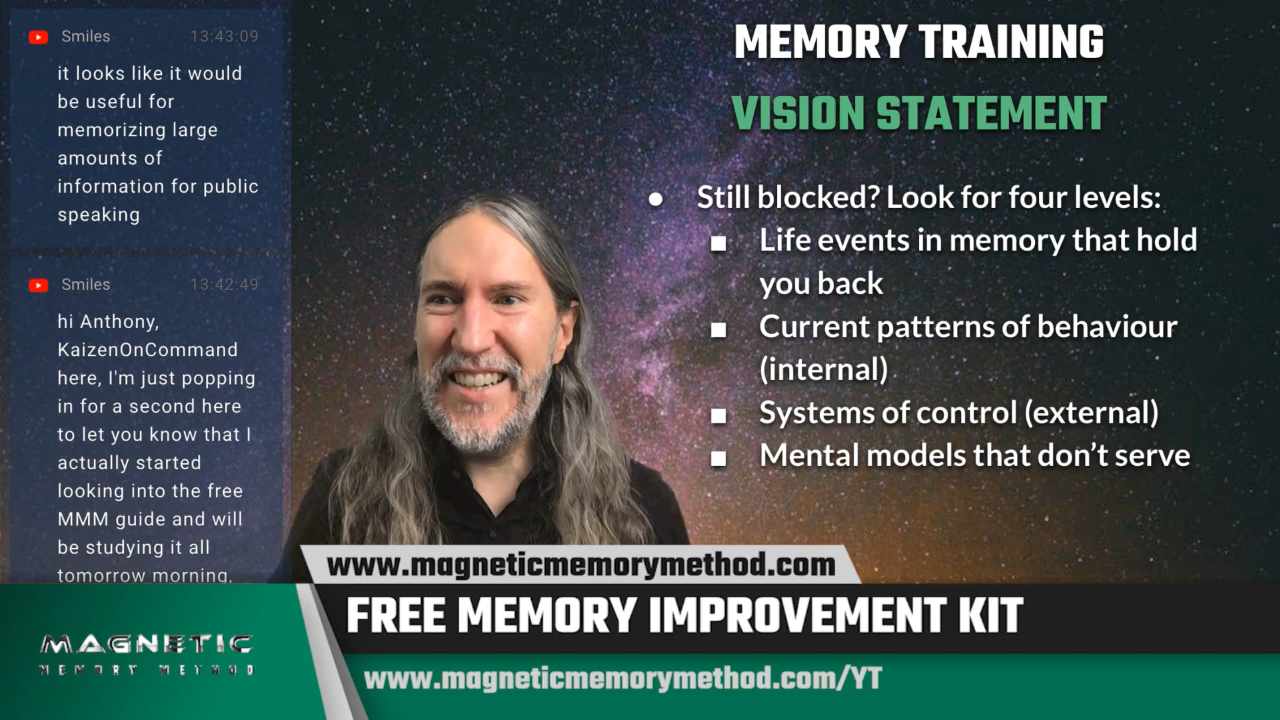 Smiles 13:43:09
it looks like it would
be useful for
memorizing large
amounts of
information for public
speaking
Smiles 13:42:49
hi Anthony,
KaizenOnCommand
here, I'm just popping
in for a second here
to let you know that I
actually started
looking into the free
MMM guide and will
be studying it all
tomorrow morning,
MEMORY TRAINING
VISION STATEMENT
● Still blocked? Look for four levels:
■ Life events in memory that hold
you back
■ Current patterns of behaviour
(internal)
■ Systems of control (external)
■ Mental models that don't serve
www.magneticmemorymethod.com
FREE MEMORY IMPROVEMENT KIT
www.magneticmemorymethod.com/YT
MAGNETIC
MEMORY METHOD